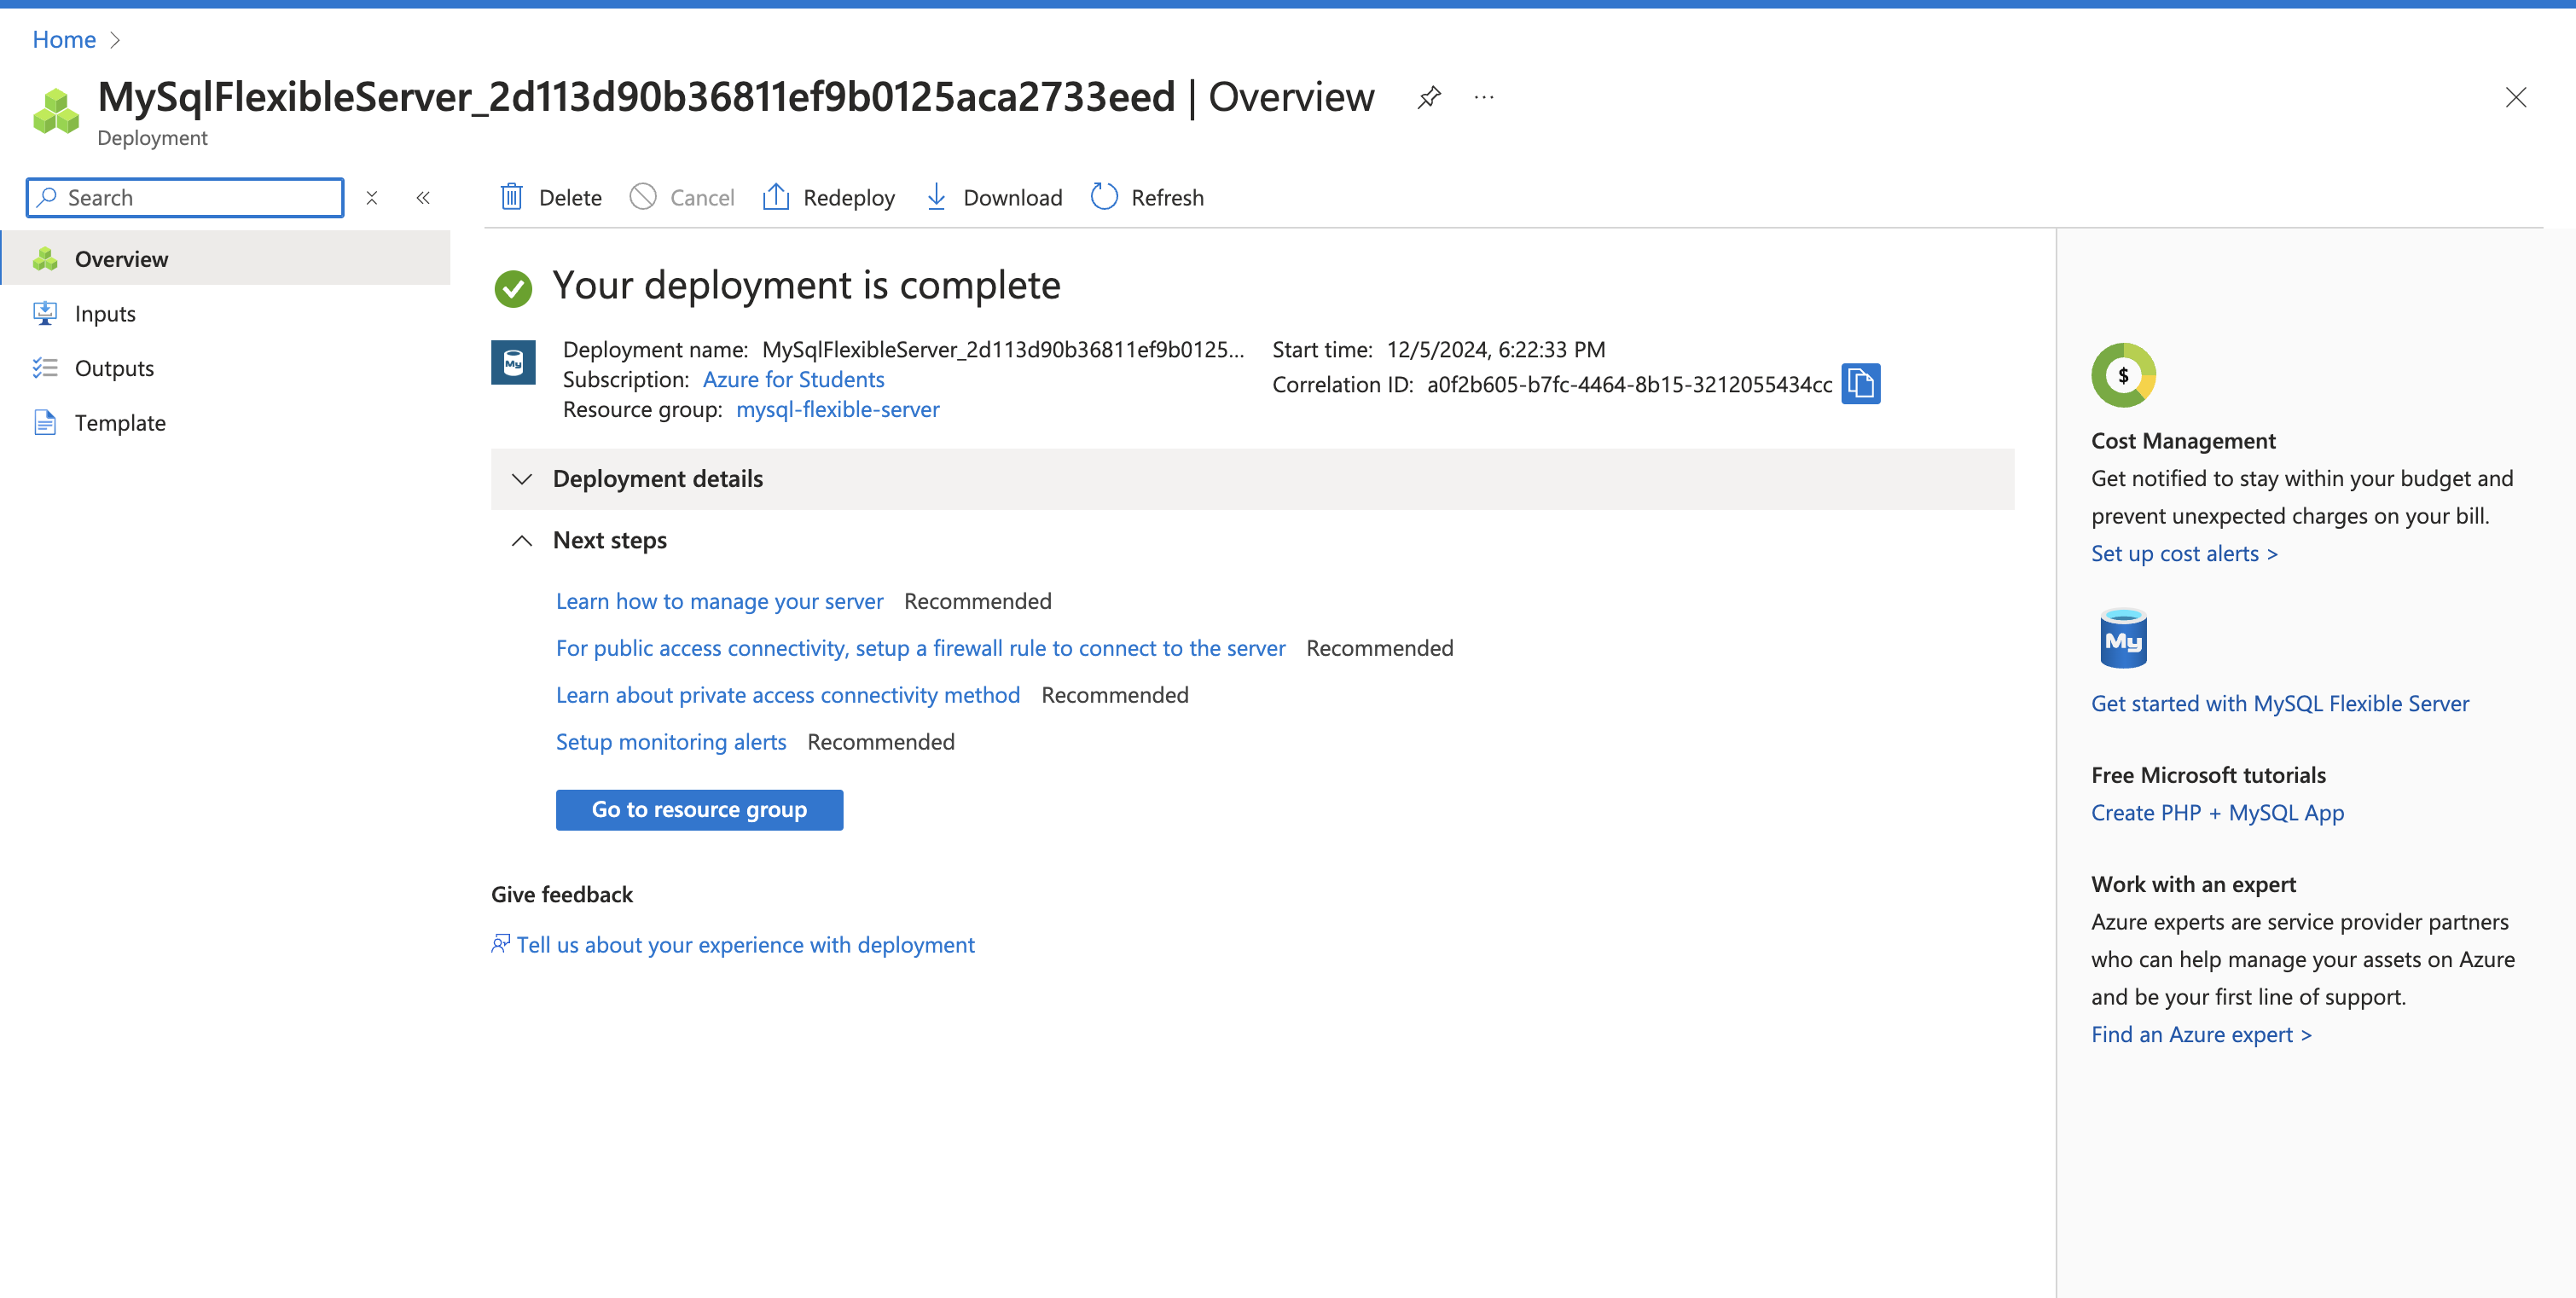 Home
MySqlFlexibleServer_2d113d90b36811ef9b0125aca2733eed | Overview
Deployment
Search
Overview
Inputs
Outputs
Template
Delete
Cancel
Redeploy
Download
Refresh
Your deployment is complete
My
Deployment name: MySqlFlexibleServer_2d113d90b36811ef9b0125...
Subscription: Azure for Students
Resource group: mysql-flexible-server
Start time: 12/5/2024, 6:22:33 PM
Correlation ID: a0f2b605-b7fc-4464-8b15-3212055434cc
Deployment details
Next steps
Learn how to manage your server Recommended
For public access connectivity, setup a firewall rule to connect to the server Recommended
Learn about private access connectivity method Recommended
Setup monitoring alerts Recommended
Go to resource group
Give feedback
Tell us about your experience with deployment
$
Cost Management
Get notified to stay within your budget and
prevent unexpected charges on your bill.
Set up cost alerts >
My
Get started with MySQL Flexible Server
Free Microsoft tutorials
Create PHP + MySQL App
Work with an expert
Azure experts are service provider partners
who can help manage your assets on Azure
and be your first line of support.
Find an Azure expert >